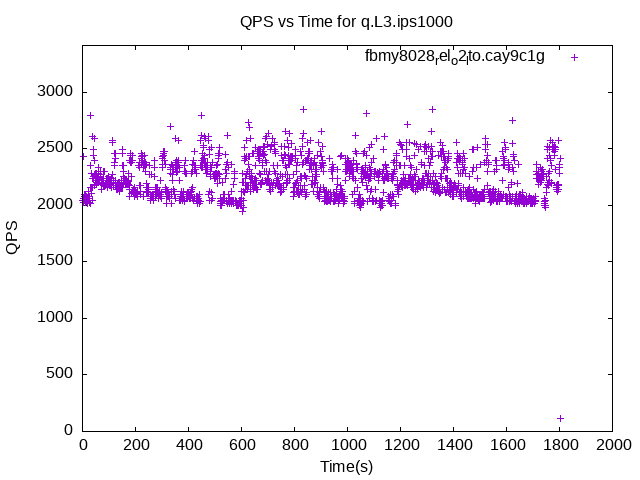 QPS vs Time for q.L3.ips1000
fbmy8028relo2ito.cay9c1g
3000
2500
2000
1500
1000
500
0
QPS
0 200 400 600 800 1000 1200 1400 1600 1800 2000
Time(s)